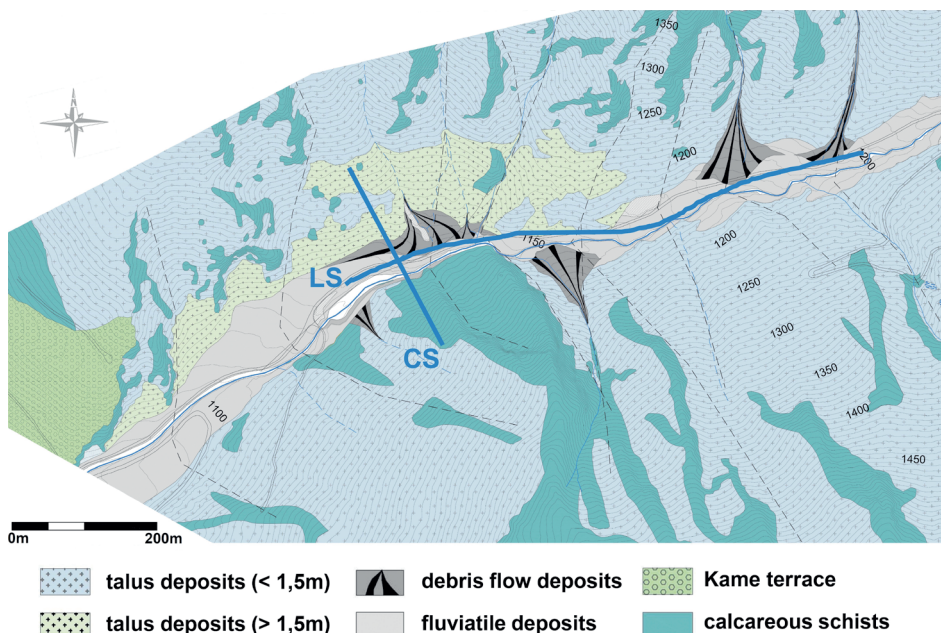 1350
1300
1250
1200
1200
1150
1200
LS
1250
1300
CS
1350
1100
1400
1450
0m 200m
talus deposits (< 1,5m) debris flow deposits Kame terrace
talus deposits (> 1,5m) fluviatile deposits calcareous schists